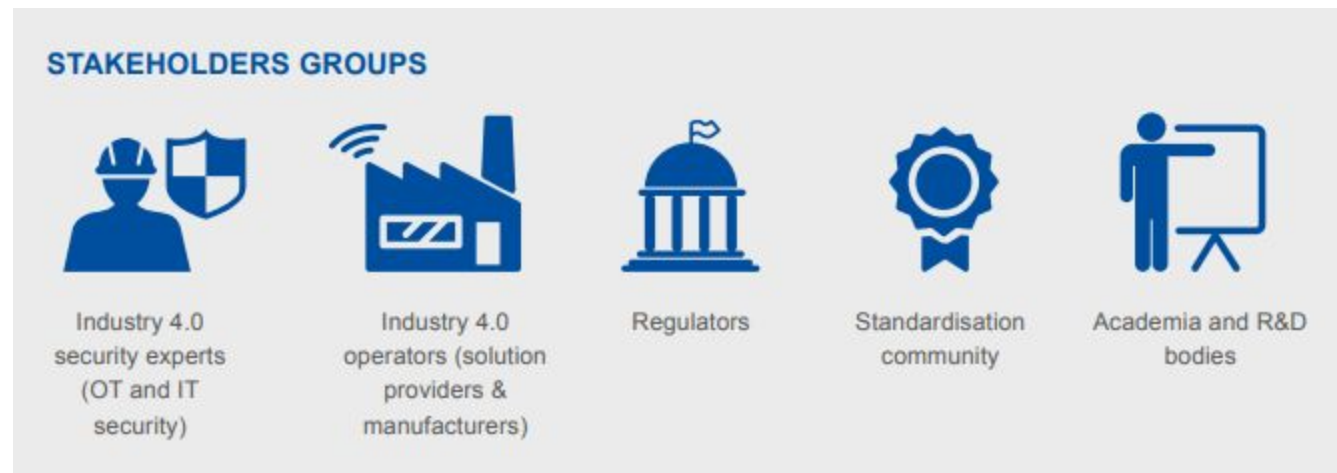 STAKEHOLDERS GROUPS
Industry 4.0
security experts
(OT and IT
security)
Industry 4.0
operators (solution
providers &
manufacturers)
Regulators
Standardisation
community
Academia and R&D
bodies